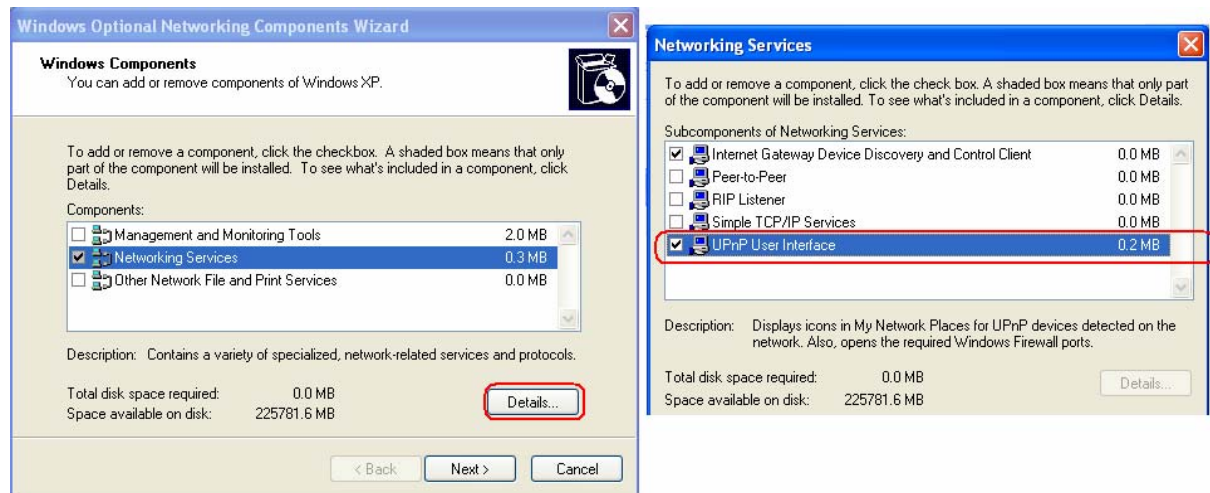 Windows Optional Networking Components Wizard
Windows Components
You can add or remove components of Windows XP.
To add or remove a component, click the checkbox. A shaded box means that only
part of the component will be installed. To see what's included in a component, click
Details.
Components:
Management and Monitoring Tools 2.0 MB
Networking Services 0.3 MB
Other Network File and Print Services 0.0 MB
Description: Contains a variety of specialized, network-related services and protocols.
Total disk space required: 0.0 MB
Space available on disk: 225781.6 MB
Details...
< Back
Next >
Cancel
Networking Services
To add or remove a component, click the check box. A shaded box means that only part
of the component will be installed. To see what's included in a component, click Details.
Subcomponents of Networking Services:
Internet Gateway Device Discovery and Control Client 0.0 MB
Peer-to-Peer 0.0 MB
RIP Listener 0.0 MB
Simple TCP/IP Services 0.0 MB
UPnP User Interface 0.2 MB
Description: Displays icons in My Network Places for UPnP devices detected on the
network. Also, opens the required Windows Firewall ports.
Total disk space required: 0.0 MB
Space available on disk: 225781.6 MB
Details...